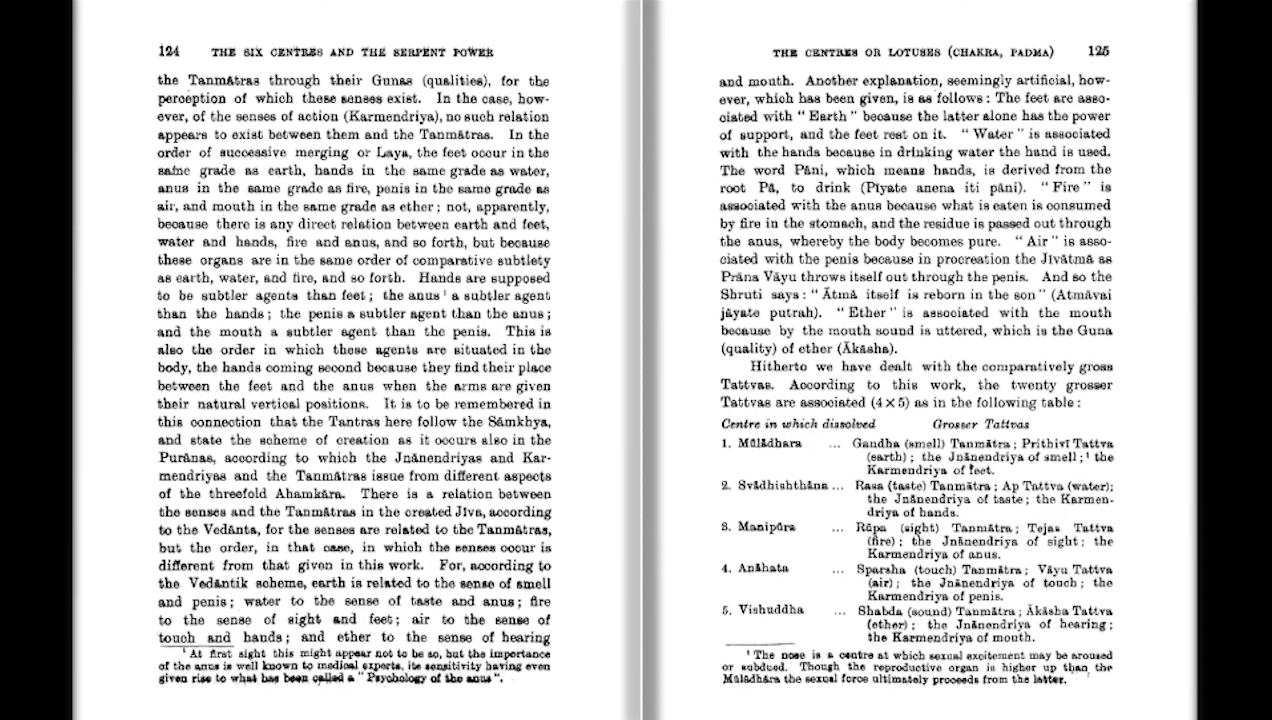 124 THE SIX CENTRES AND THE SERPENT POWER
the Tanmātras through their Gunas (qualities), for the
perception of which these senses exist. In the case, how-
ever, of the senses of action (Karmendriya), no such relation
appears to exist between them and the Tanmātras. In the
order of successive merging or Laya, the feet occur in the
same grade as earth, hands in the same grade as water,
anus in the same grade as fire, penis in the same grade as
air, and mouth in the same grade as ether; not, apparently,
because there is any direct relation between earth and feet,
water and hands, fire and anus, and so forth, but because
these organs are in the same order of comparative subtlety
as earth, water, and fire, and so forth. Hands are supposed
to be subtler agents than feet; the anus¹ a subtler agent
than the hands; the penis a subtler agent than the anus;
and the mouth a subtler agent than the penis. This is
also the order in which these agents are situated in the
body, the hands coming second because they find their place
between the feet and the anus when the arms are given
their natural vertical positions. It is to be remembered in
this connection that the Tantras here follow the Sāmkhya,
and state the scheme of creation as it occurs also in the
Purānas, according to which the Jnānendriyas and Kar-
mendriyas and the Tanmātras issue from different aspects
of the threefold Ahamkāra. There is a relation between
the senses and the Tanmātras in the created Jīva, according
to the Vedānta, for the senses are related to the Tanmātras,
but the order, in that case, in which the senses occur is
different from that given in this work. For, according to
the Vedāntik scheme, earth is related to the sense of smell
and penis; water to the sense of taste and anus; fire
to the sense of sight and feet; air to the sense of
touch and hands; and ether to the sense of hearing
¹ At first sight this might appear not to be so, but the importance
of the anus is well known to medical experts, its sensitivity having even
given rise to what has been called a "Psychology of the anus".
THE CENTRES OR LOTUSES (CHAKRA, PADMA) 125
and mouth. Another explanation, seemingly artificial, how-
ever, which has been given, is as follows: The feet are asso-
ciated with "Earth" because the latter alone has the power
of support, and the feet rest on it. "Water" is associated
with the hands because in drinking water the hand is used.
The word Pāni, which means hands, is derived from the
root Pā, to drink (Pīyate anena iti pāni). "Fire" is
associated with the anus because what is eaten is consumed
by fire in the stomach, and the residue is passed out through
the anus, whereby the body becomes pure. "Air" is asso-
ciated with the penis because in procreation the Jīvātmā as
Prāna Vāyu throws itself out through the penis. And so the
Shruti says: "Ātmā itself is reborn in the son" (Atmāvai
jāyate putrah). "Ether" is associated with the mouth
because by the mouth sound is uttered, which is the Guna
(quality) of ether (Ākāsha).
Hitherto we have dealt with the comparatively gross
Tattvas. According to this work, the twenty grosser
Tattvas are associated (4 × 5) as in the following table:
Centre in which dissolved Grosser Tattvas
1. Mūlādhara ... Gandha (smell) Tanmātra; Prithivī Tattva
(earth); the Jnānendriya of smell;¹ the
Karmendriya of feet.
2. Svādhishthāna ... Rasa (taste) Tanmātra; Ap Tattva (water);
the Jnānendriya of taste; the Karmen-
driya of hands.
3. Manipūra ... Rūpa (sight) Tanmātra; Tejas Tattva
(fire); the Jnānendriya of sight; the
Karmendriya of anus.
4. Anāhata ... Sparsha (touch) Tanmātra; Vāyu Tattva
(air); the Jnānendriya of touch; the
Karmendriya of penis.
5. Vishuddha ... Shabda (sound) Tanmātra; Ākāsha Tattva
(ether); the Jnānendriya of hearing;
the Karmendriya of mouth.
¹ The nose is a centre at which sexual excitement may be aroused
or subdued. Though the reproductive organ is higher up than the
Mūlādhāra the sexual force ultimately proceeds from the latter.